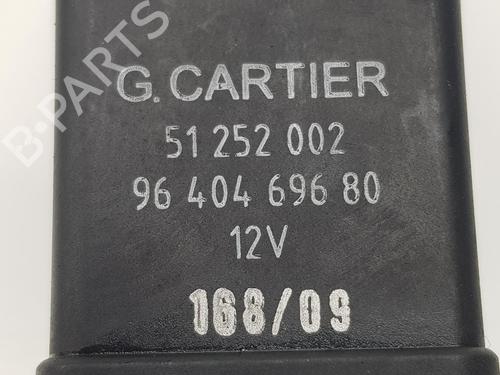 G. CARTIER
51 252 002
96 404 696 80
12V
168/09
B-PARTS